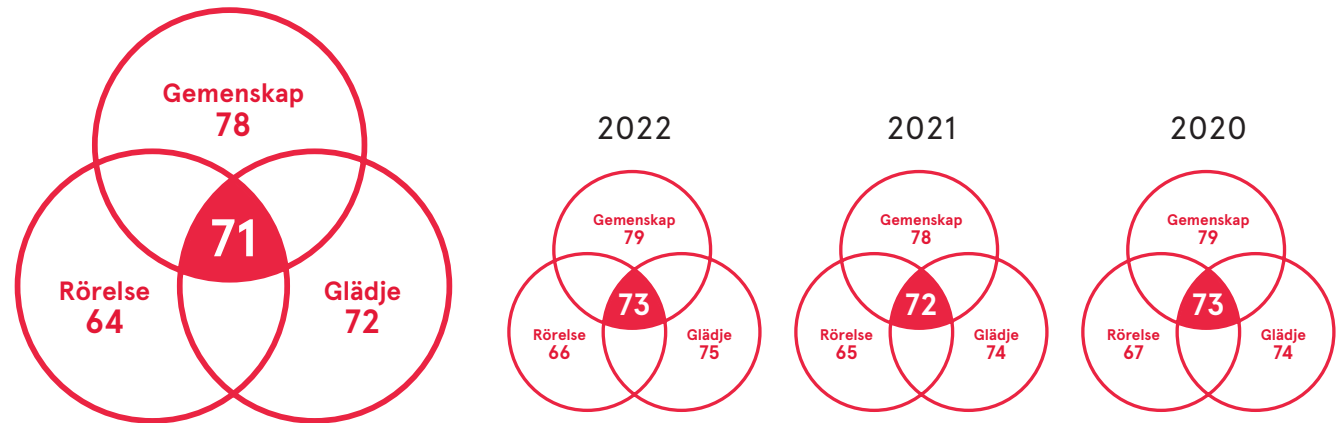 Gemenskap
78
71
Rörelse
64
Glädje
72
2022
Gemenskap
79
73
Rörelse
66
Glädje
75
2021
Gemenskap
78
72
Rörelse
65
Glädje
74
2020
Gemenskap
79
73
Rörelse
67
Glädje
74